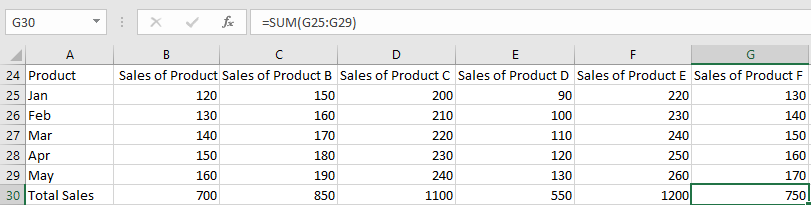 G30 fx =SUM(G25:G29)
A B C D E F G
24 Product Sales of Product Sales of Product B Sales of Product C Sales of Product D Sales of Product E Sales of Product F
25 Jan 120 150 200 90 220 130
26 Feb 130 160 210 100 230 140
27 Mar 140 170 220 110 240 150
28 Apr 150 180 230 120 250 160
29 May 160 190 240 130 260 170
30 Total Sales 700 850 1100 550 1200 750